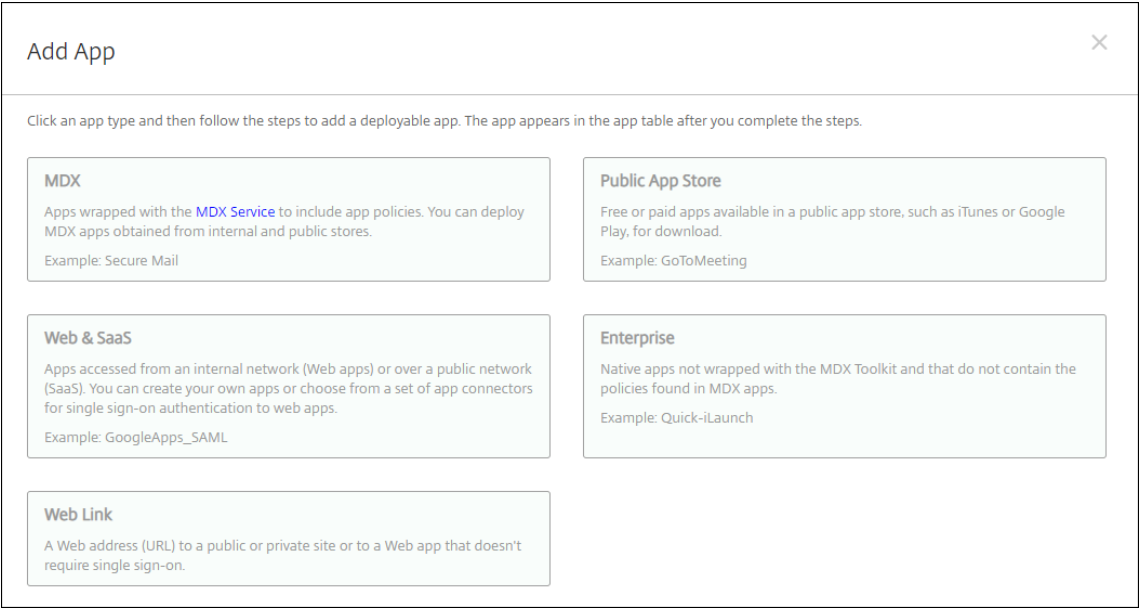 Add App
Click an app type and then follow the steps to add a deployable app. The app appears in the app table after you complete the steps.
MDX
Apps wrapped with the MDX Service to include app policies. You can deploy
MDX apps obtained from internal and public stores.
Example: Secure Mail
Public App Store
Free or paid apps available in a public app store, such as iTunes or Google
Play, for download.
Example: GoToMeeting
Web & SaaS
Apps accessed from an internal network (Web apps) or over a public network
(SaaS). You can create your own apps or choose from a set of app connectors
for single sign-on authentication to web apps.
Example: GoogleApps_SAML
Enterprise
Native apps not wrapped with the MDX Toolkit and that do not contain the
policies found in MDX apps.
Example: Quick-iLaunch
Web Link
A Web address (URL) to a public or private site or to a Web app that doesn't
require single sign-on.